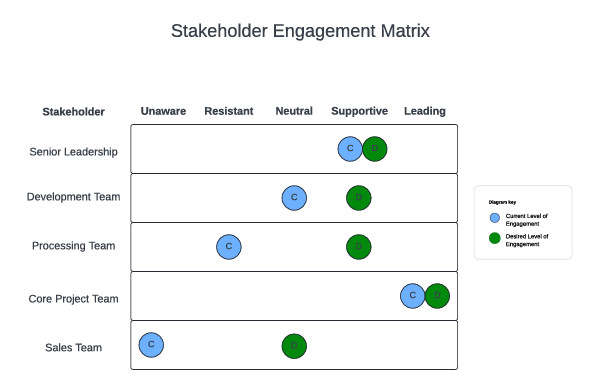 Stakeholder Engagement Matrix
Stakeholder Unaware Resistant Neutral Supportive Leading
Senior Leadership C D
Development Team C D
Processing Team C D
Core Project Team C D
Sales Team C D
Diagram key
Current Level of
Engagement
Desired Level of
Engagement